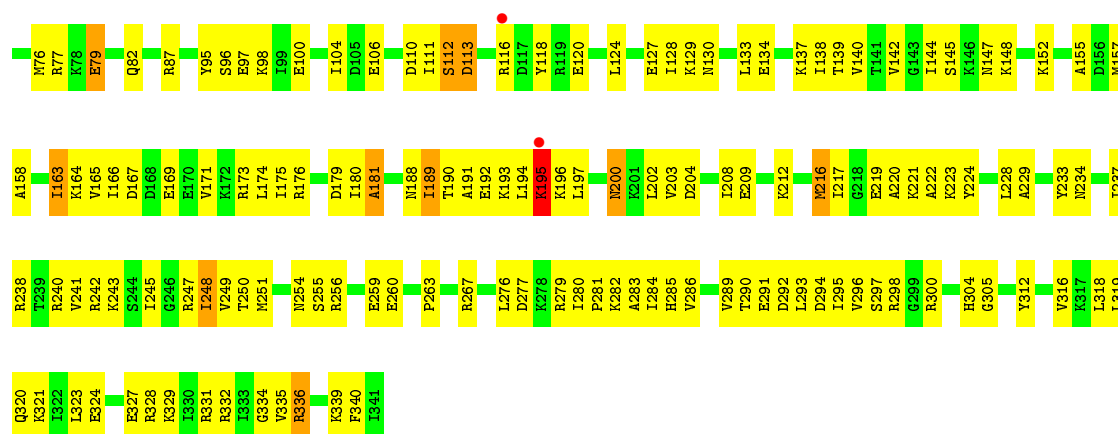 M76 R77 K78 E79 Q82 R87 Y95 S96 E97 K98 I99 E100 I104 D105 E106 D110 I111 S112 D113 R116 D117 Y118 R119 E120 L124 E127 I128 K129 N130 L133 E134 K137 I138 T139 V140 T141 V142 G143 I144 S145 K146 N147 K148 K152 A155 D156 M157
A158 I163 K164 V165 I166 D167 D168 E169 E170 V171 K172 R173 L174 I175 R176 D179 I180 A181 N188 I189 T190 A191 E192 K193 L194 K195 K196 L197 N200 K201 L202 V203 D204 I208 E209 K212 M216 I217 G218 E219 A220 K221 A222 K223 Y224 L228 A229 Y233 N234 I237
R238 T239 R240 V241 R242 K243 S244 I245 G246 R247 I248 V249 T250 M251 N254 S255 R256 E259 E260 P263 R267 L276 D277 K278 R279 I280 P281 K282 A283 I284 H285 V286 V289 T290 E291 D292 L293 D294 I295 V296 S297 R298 G299 R300 H304 G305 Y312 V316 K317 L318
Q320 K321 I322 L323 E324 E327 R328 K329 I330 R331 R332 I333 G334 V335 R336 K339 F340 I341